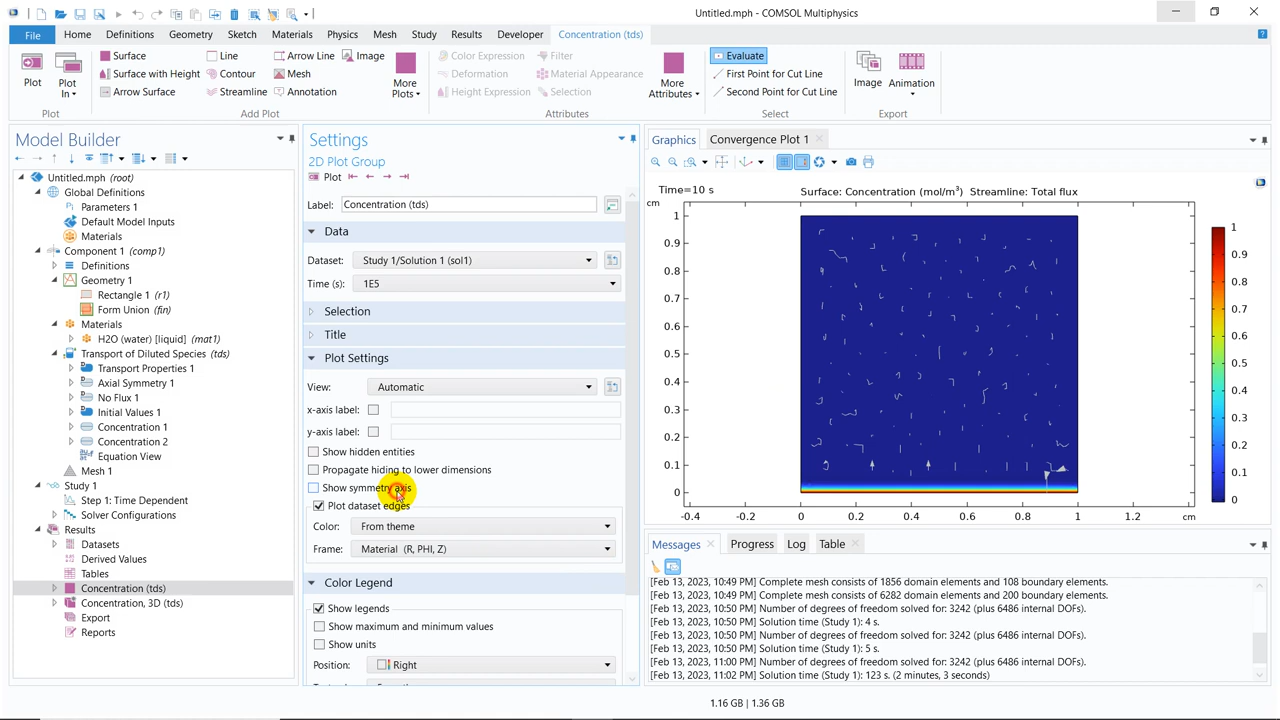 Untitled.mph - COMSOL Multiphysics
File Home Definitions Geometry Sketch Materials Physics Mesh Study Results Developer Concentration (tds)
Plot
Plot In
Plot
Surface
Surface with Height
Arrow Surface
Line
Contour
Streamline
Arrow Line
Mesh
Annotation
Image
More Plots
Add Plot
Color Expression
Deformation
Height Expression
Filter
Material Appearance
Selection
More Attributes
Attributes
Evaluate
First Point for Cut Line
Second Point for Cut Line
Select
Image
Animation
Export
Model Builder
Untitled.mph (root)
Global Definitions
Parameters 1
Default Model Inputs
Materials
Component 1 (comp1)
Definitions
Geometry 1
Rectangle 1 (r1)
Form Union (fin)
Materials
H2O (water) [liquid] (mat1)
Transport of Diluted Species (tds)
Transport Properties 1
Axial Symmetry 1
No Flux 1
Initial Values 1
Concentration 1
Concentration 2
Equation View
Mesh 1
Study 1
Step 1: Time Dependent
Solver Configurations
Results
Datasets
Derived Values
Tables
Concentration (tds)
Concentration, 3D (tds)
Export
Reports
Settings
2D Plot Group
Plot
Label: Concentration (tds)
Data
Dataset: Study 1/Solution 1 (sol1)
Time (s): 1E5
Selection
Title
Plot Settings
View: Automatic
x-axis label:
y-axis label:
Show hidden entities
Propagate hiding to lower dimensions
Show symmetry axis
Plot dataset edges
Color: From theme
Frame: Material (R, PHI, Z)
Color Legend
Show legends
Show maximum and minimum values
Show units
Position: Right
Graphics Convergence Plot 1
Time=10 s Surface: Concentration (mol/m³) Streamline: Total flux
cm
1
0.9
0.8
0.7
0.6
0.5
0.4
0.3
0.2
0.1
0
-0.4 -0.2 0 0.2 0.4 0.6 0.8 1 1.2 cm
1
0.9
0.8
0.7
0.6
0.5
0.4
0.3
0.2
0.1
0
Messages Progress Log Table
[Feb 13, 2023, 10:49 PM] Complete mesh consists of 1856 domain elements and 108 boundary elements.
[Feb 13, 2023, 10:49 PM] Complete mesh consists of 6282 domain elements and 200 boundary elements.
[Feb 13, 2023, 10:50 PM] Number of degrees of freedom solved for: 3242 (plus 6486 internal DOFs).
[Feb 13, 2023, 10:50 PM] Solution time (Study 1): 4 s.
[Feb 13, 2023, 10:50 PM] Number of degrees of freedom solved for: 3242 (plus 6486 internal DOFs).
[Feb 13, 2023, 10:50 PM] Solution time (Study 1): 5 s.
[Feb 13, 2023, 11:00 PM] Number of degrees of freedom solved for: 3242 (plus 6486 internal DOFs).
[Feb 13, 2023, 11:02 PM] Solution time (Study 1): 123 s. (2 minutes, 3 seconds)
1.16 GB | 1.36 GB